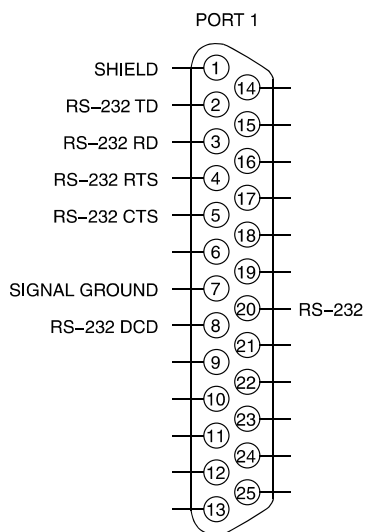 PORT 1
SHIELD 1
14
RS–232 TD 2
15
RS–232 RD 3
16
RS–232 RTS 4
17
RS–232 CTS 5
18
6
19
SIGNAL GROUND 7
20 RS–232
RS–232 DCD 8
21
9
22
10
23
11
24
12
25
13